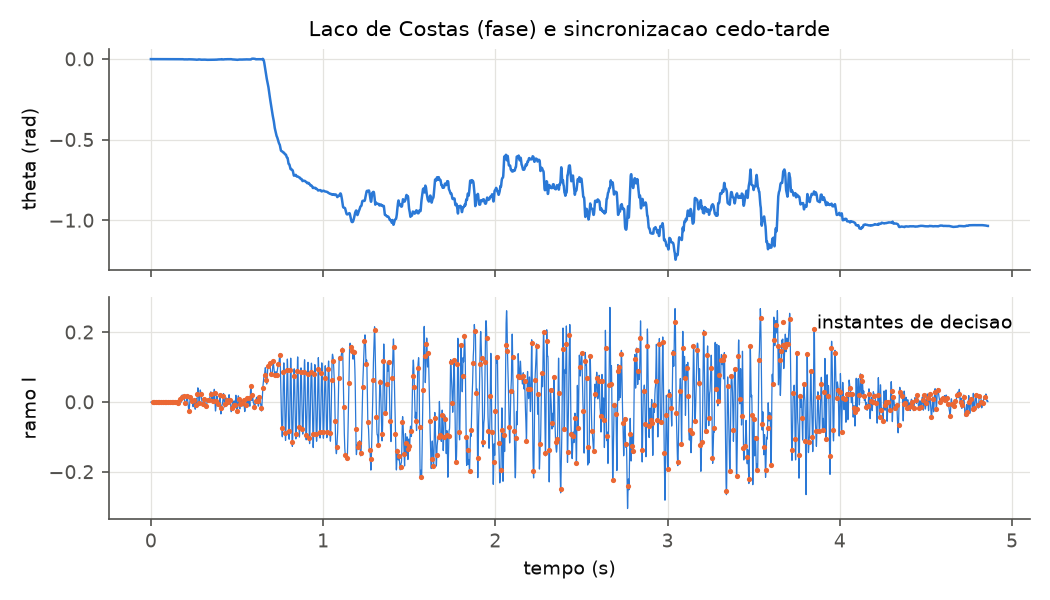 Laco de Costas (fase) e sincronizacao cedo-tarde
theta (rad)
0.0
−0.5
−1.0
ramo I
0.2
0.0
−0.2
instantes de decisao
0 1 2 3 4 5
tempo (s)